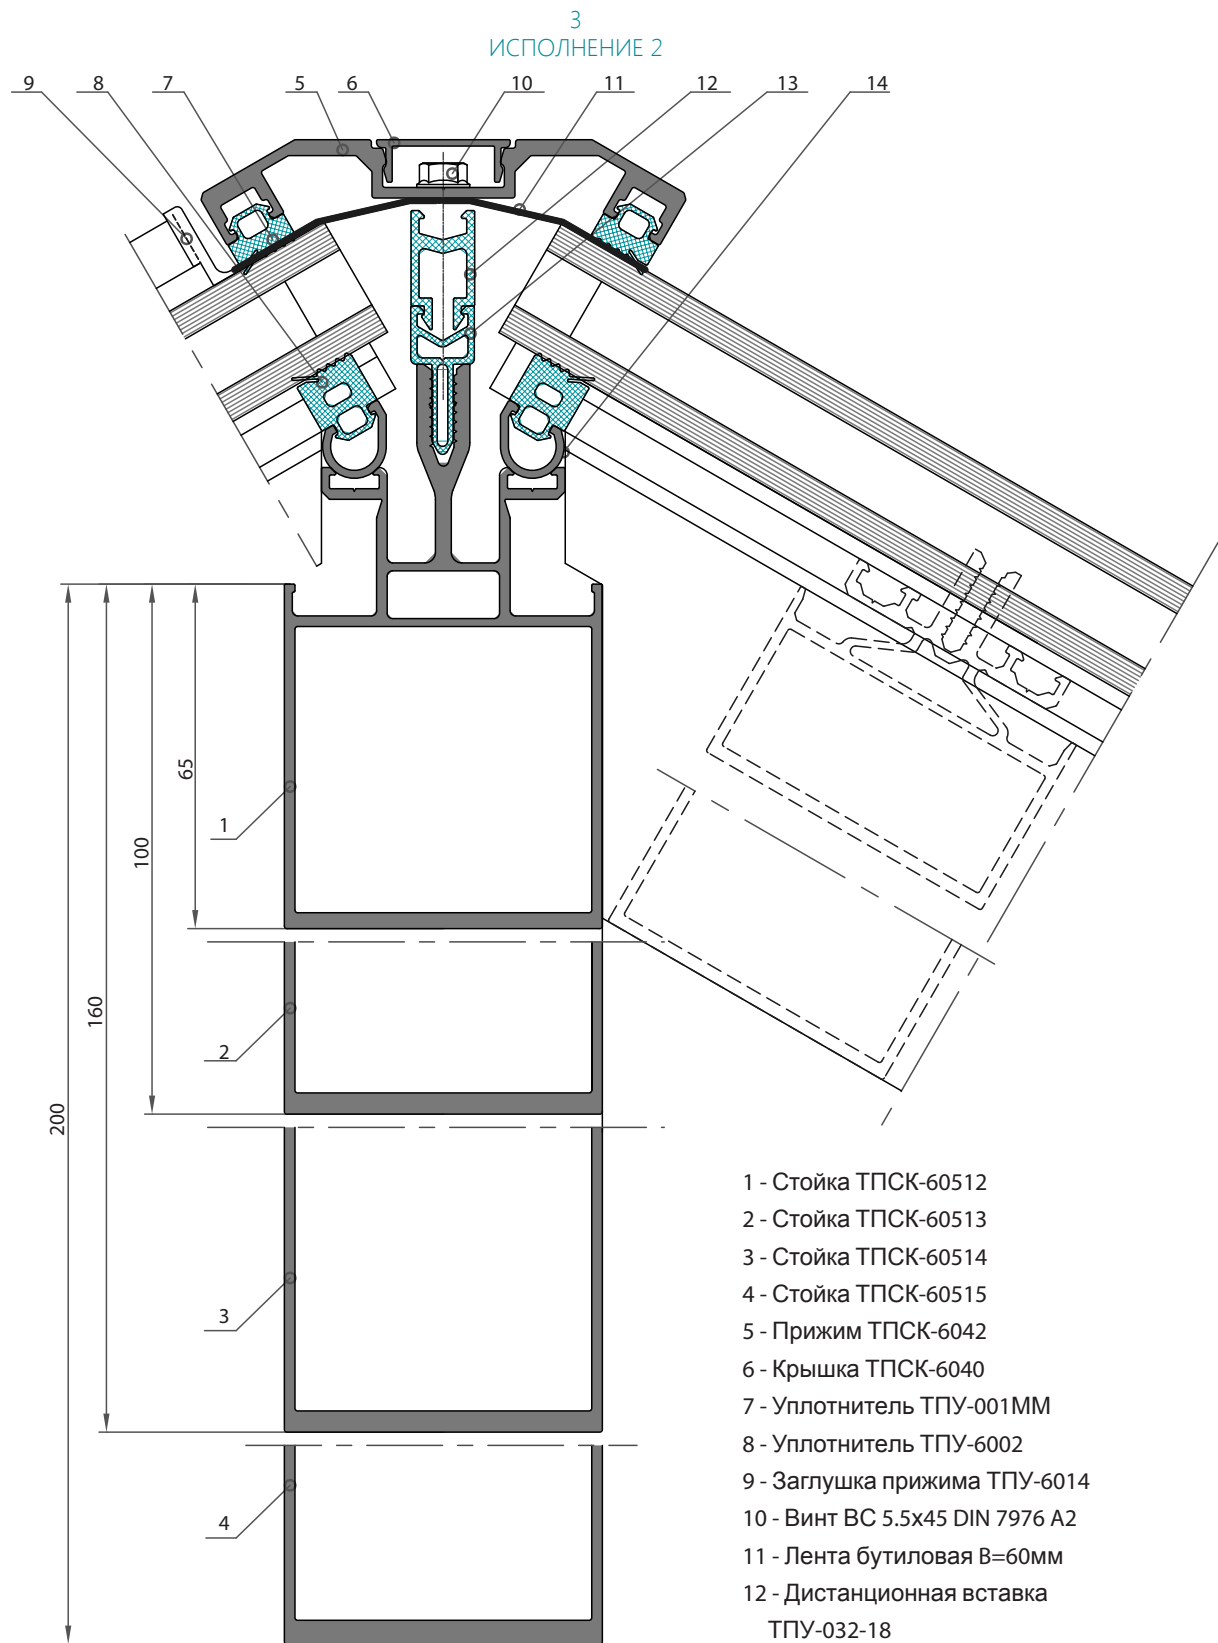 3
ИСПОЛНЕНИЕ 2
9 8 7 5 6 10 11 12 13 14
65
1
100
160
2
200
3
4
1 - Стойка ТПСК-60512
2 - Стойка ТПСК-60513
3 - Стойка ТПСК-60514
4 - Стойка ТПСК-60515
5 - Прижим ТПСК-6042
6 - Крышка ТПСК-6040
7 - Уплотнитель ТПУ-001ММ
8 - Уплотнитель ТПУ-6002
9 - Заглушка прижима ТПУ-6014
10 - Винт ВС 5.5х45 DIN 7976 А2
11 - Лента бутиловая В=60мм
12 - Дистанционная вставка
ТПУ-032-18